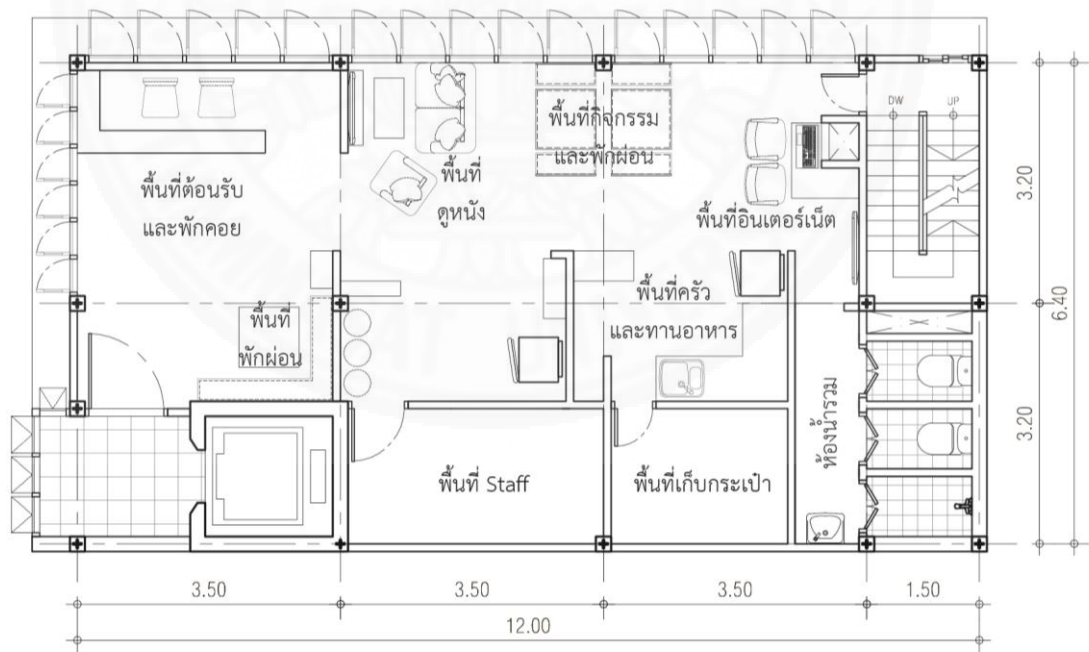 DW
UP
พื้นที่กิจกรรม
และพักผ่อน
พื้นที่ต้อนรับ
และพักคอย
พื้นที่
ดูหนัง
พื้นที่อินเตอร์เน็ต
3.20
พื้นที่ครัว
และทานอาหาร
พื้นที่
พักผ่อน
6.40
3.20
ห้องน้ำรวม
พื้นที่ Staff
พื้นที่เก็บกระเป๋า
3.50
3.50
3.50
1.50
12.00